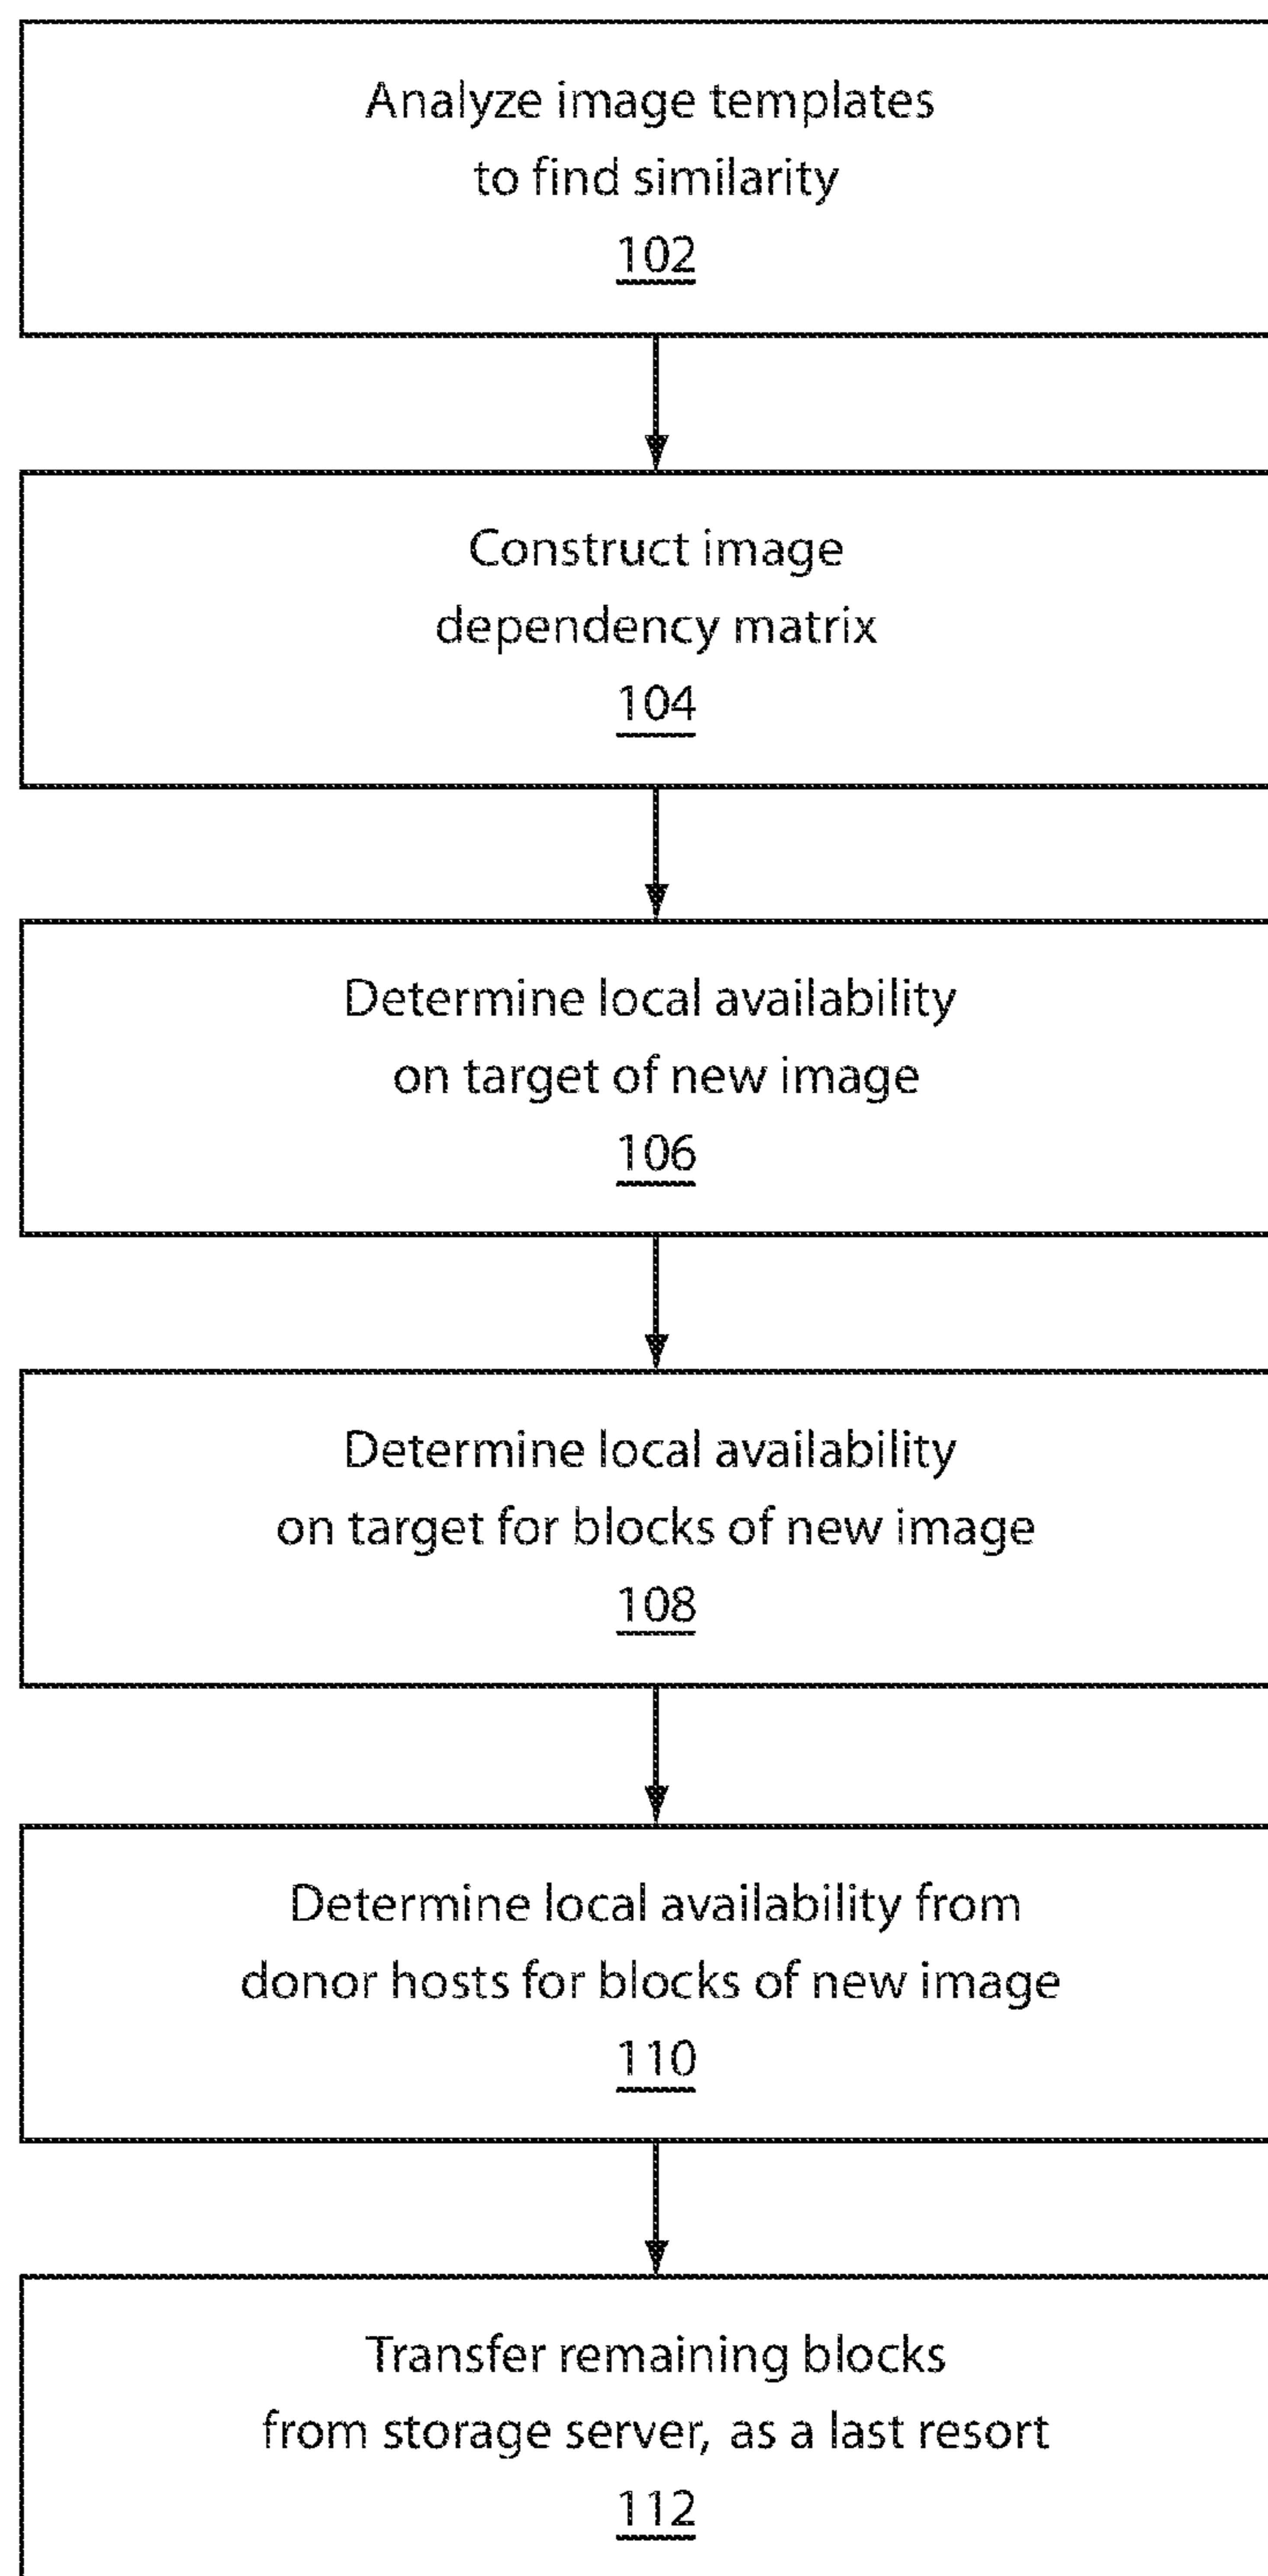 Analyze image templates
to find similarity
102
Construct image
dependency matrix
104
Determine local availability
on target of new image
106
Determine local availability
on target for blocks of new image
108
Determine local availability from
donor hosts for blocks of new image
110
Transfer remaining blocks
from storage server, as a last resort
112